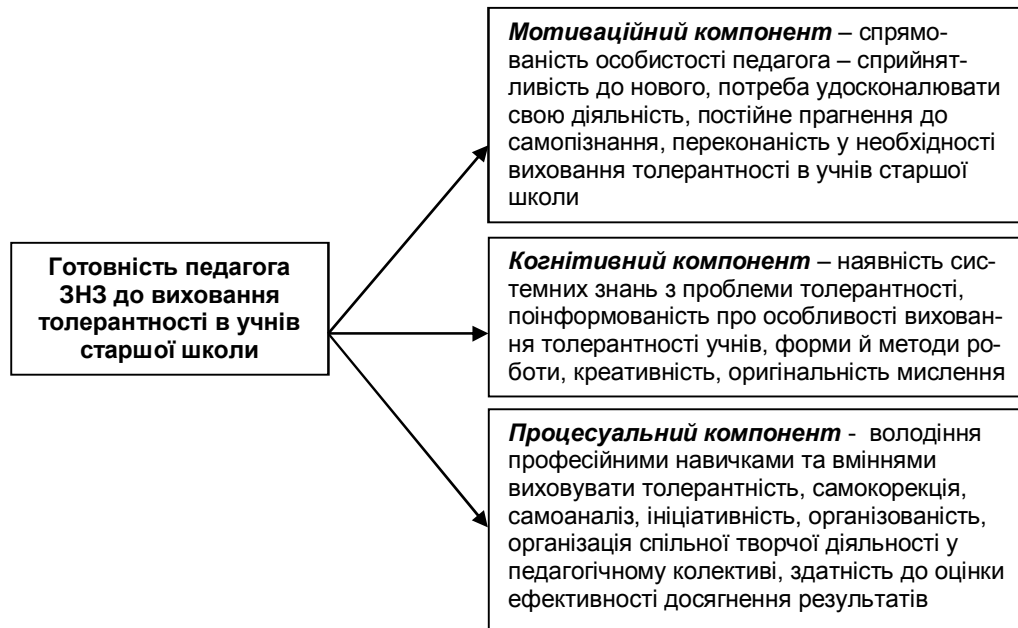 Мотиваційний компонент – спрямо-
ваність особистості педагога – сприйнят-
ливість до нового, потреба удосконалювати
свою діяльність, постійне прагнення до
самопізнання, переконаність у необхідності
виховання толерантності в учнів старшої
школи
Готовність педагога
ЗНЗ до виховання
толерантності в учнів
старшої школи
Когнітивний компонент – наявність сис-
темних знань з проблеми толерантності,
поінформованість про особливості вихован-
ня толерантності учнів, форми й методи ро-
боти, креативність, оригінальність мислення
Процесуальний компонент - володіння
професійними навичками та вміннями
виховувати толерантність, самокорекція,
самоаналіз, ініціативність, організованість,
організація спільної творчої діяльності у
педагогічному колективі, здатність до оцінки
ефективності досягнення результатів